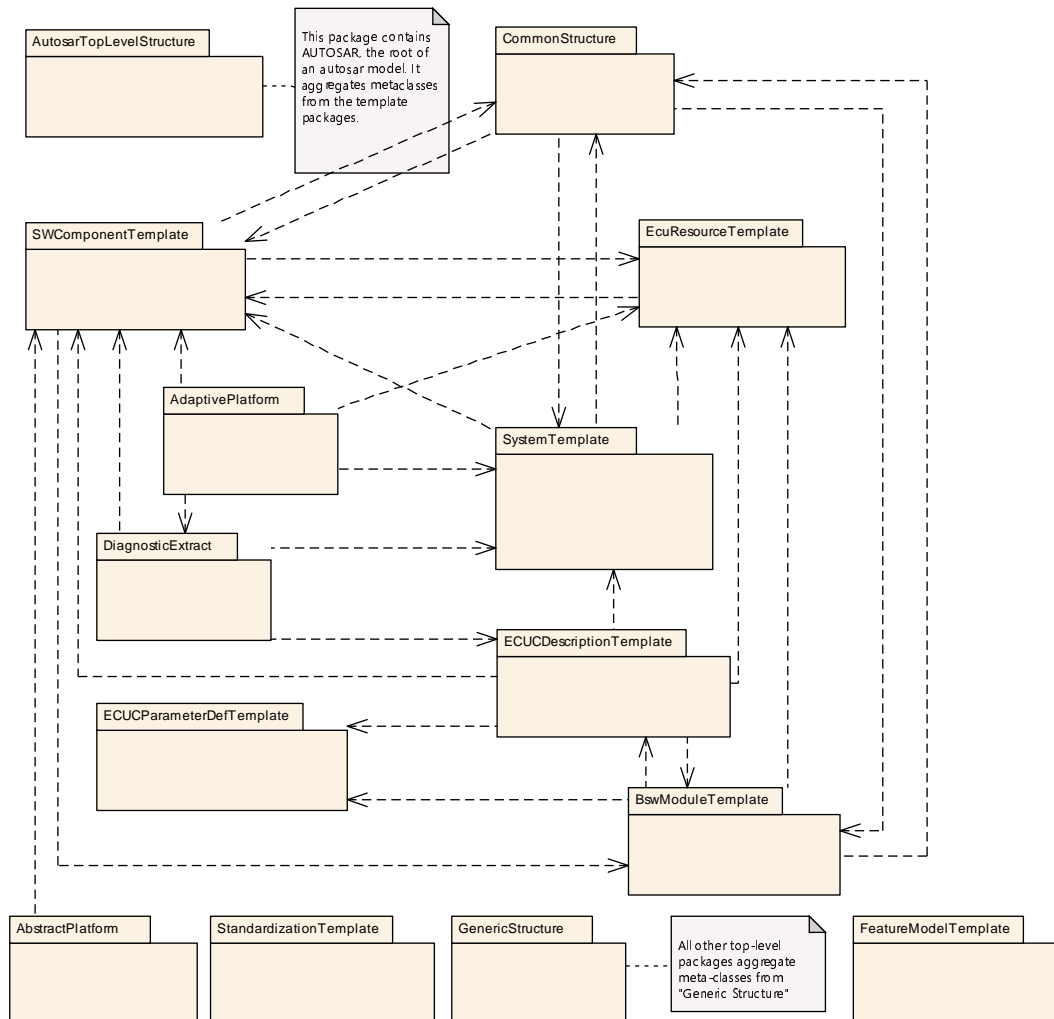 AutosarTopLevelStructure
This package contains
AUTOSAR, the root of
an autosar model. It
aggregates metaclasses
from the template
packages.
CommonStructure
SWComponentTemplate
EcuResourceTemplate
AdaptivePlatform
SystemTemplate
DiagnosticExtract
ECUCDescriptionTemplate
ECUCParameterDefTemplate
BswModuleTemplate
AbstractPlatform
StandardizationTemplate
GenericStructure
All other top-level
packages aggregate
meta-classes from
"Generic Structure"
FeatureModelTemplate